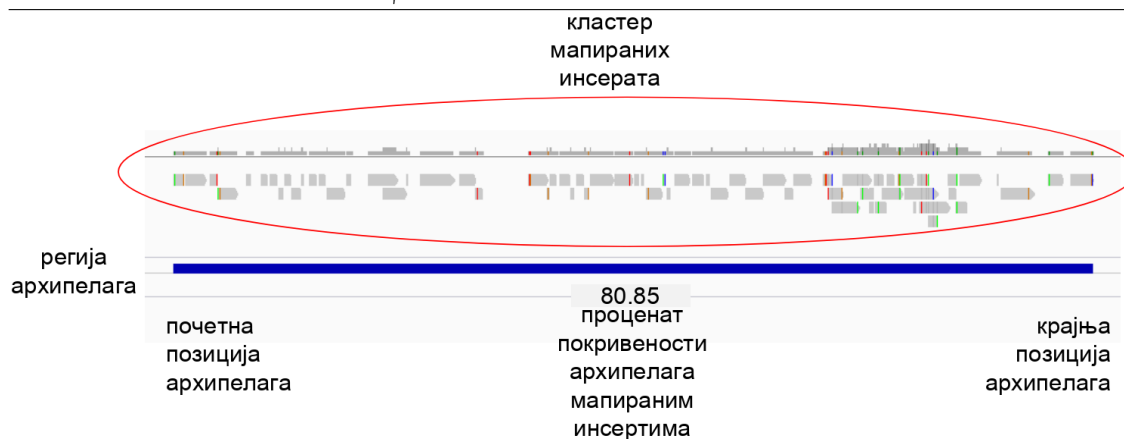 кластер
мапираних
инсерата
регија
архипелага
80.85
почетна
позиција
архипелага
проценат
покривености
архипелага
мапираним
инсертима
крајња
позиција
архипелага